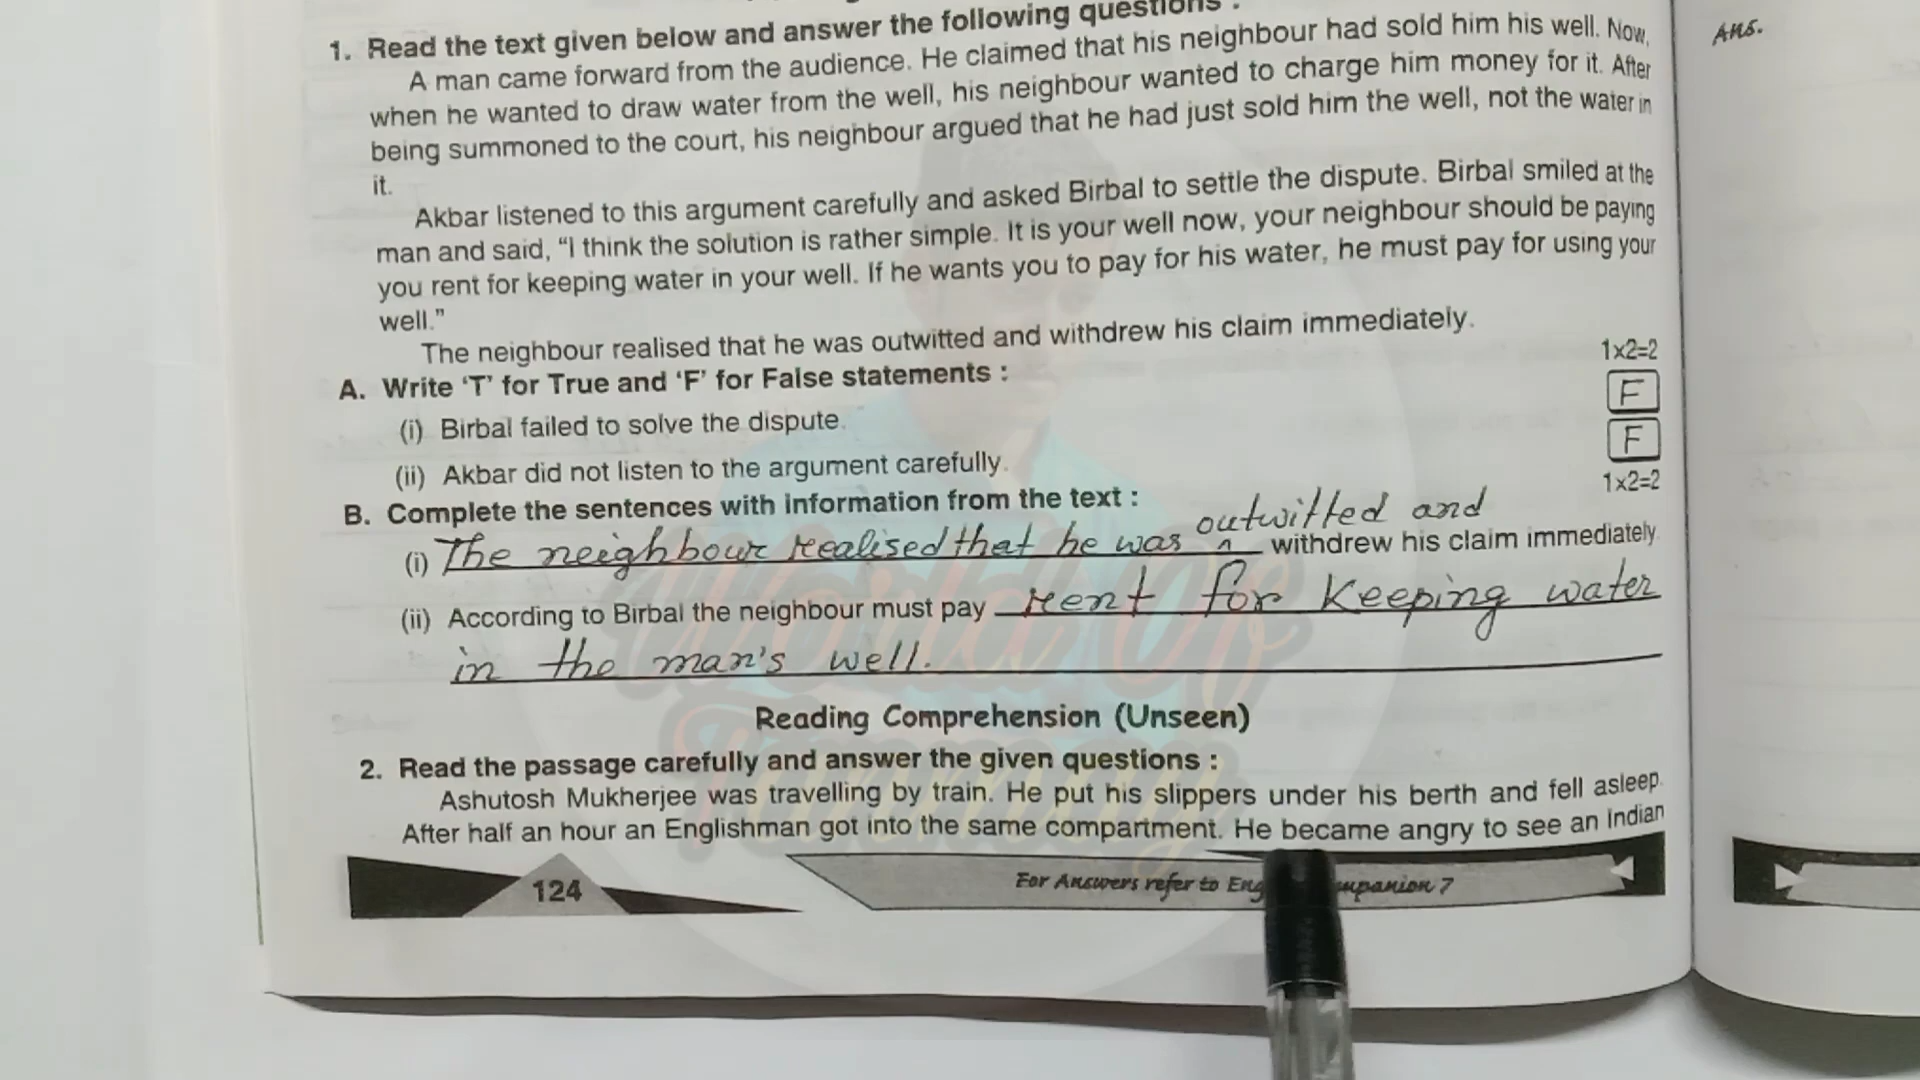 1. Read the text given below and answer the following questions :
Ans.
A man came forward from the audience. He claimed that his neighbour had sold him his well. Now,
when he wanted to draw water from the well, his neighbour wanted to charge him money for it. After
being summoned to the court, his neighbour argued that he had just sold him the well, not the water in
it.
Akbar listened to this argument carefully and asked Birbal to settle the dispute. Birbal smiled at the
man and said, “I think the solution is rather simple. It is your well now, your neighbour should be paying
you rent for keeping water in your well. If he wants you to pay for his water, he must pay for using your
well.”
The neighbour realised that he was outwitted and withdrew his claim immediately.
A. Write ‘T’ for True and ‘F’ for False statements : 1x2=2
(i) Birbal failed to solve the dispute. F
(ii) Akbar did not listen to the argument carefully. F
B. Complete the sentences with information from the text : 1x2=2
(i) The neighbour realised that he was outwitted and withdrew his claim immediately.
(ii) According to Birbal the neighbour must pay rent for keeping water
in the man's well.
Reading Comprehension (Unseen)
2. Read the passage carefully and answer the given questions :
Ashutosh Mukherjee was travelling by train. He put his slippers under his berth and fell asleep.
After half an hour an Englishman got into the same compartment. He became angry to see an Indian
124
For Answers refer to 7
World Of
Tanmoy